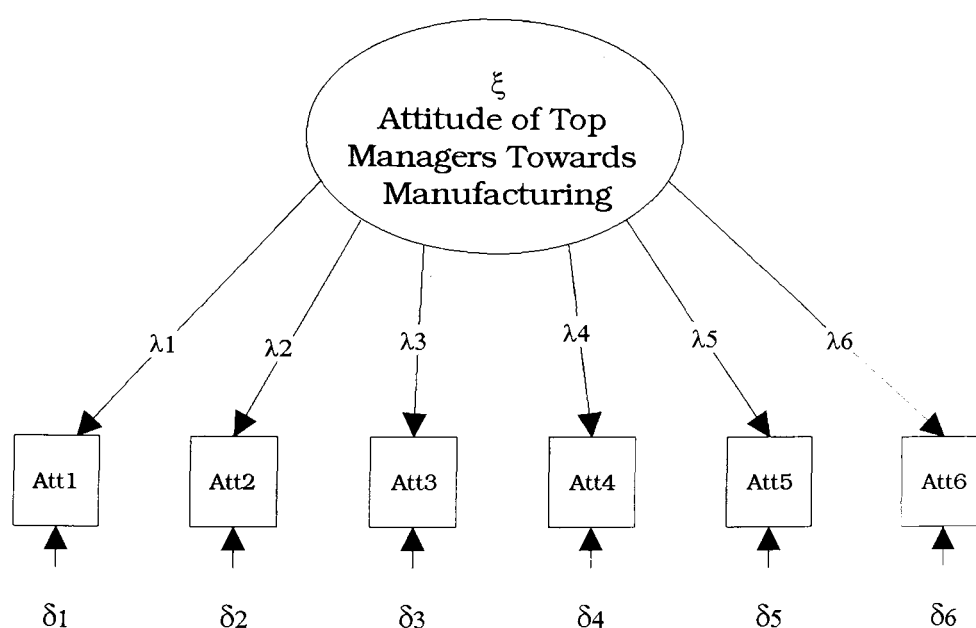 ξ
Attitude of Top
Managers Towards
Manufacturing
λ1 λ2 λ3 λ4 λ5 λ6
Att1 Att2 Att3 Att4 Att5 Att6
δ1 δ2 δ3 δ4 δ5 δ6